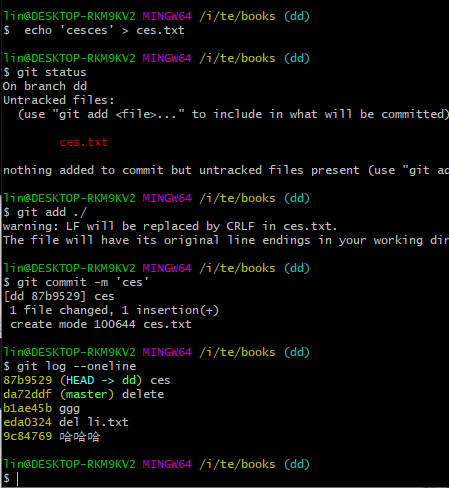 lin@DESKTOP-RKM9KV2 MINGW64 /i/te/books (dd)
$  echo 'cesces' > ces.txt
lin@DESKTOP-RKM9KV2 MINGW64 /i/te/books (dd)
$ git status
On branch dd
Untracked files:
  (use "git add <file>..." to include in what will be committed)
        ces.txt
nothing added to commit but untracked files present (use "git ad
lin@DESKTOP-RKM9KV2 MINGW64 /i/te/books (dd)
$ git add ./
warning: LF will be replaced by CRLF in ces.txt.
The file will have its original line endings in your working dir
lin@DESKTOP-RKM9KV2 MINGW64 /i/te/books (dd)
$ git commit -m 'ces'
[dd 87b9529] ces
 1 file changed, 1 insertion(+)
 create mode 100644 ces.txt
lin@DESKTOP-RKM9KV2 MINGW64 /i/te/books (dd)
$ git log --oneline
87b9529 (HEAD -> dd) ces
da72ddf (master) delete
b1ae45b ggg
eda0324 del li.txt
9c84769 哈哈哈
lin@DESKTOP-RKM9KV2 MINGW64 /i/te/books (dd)
$